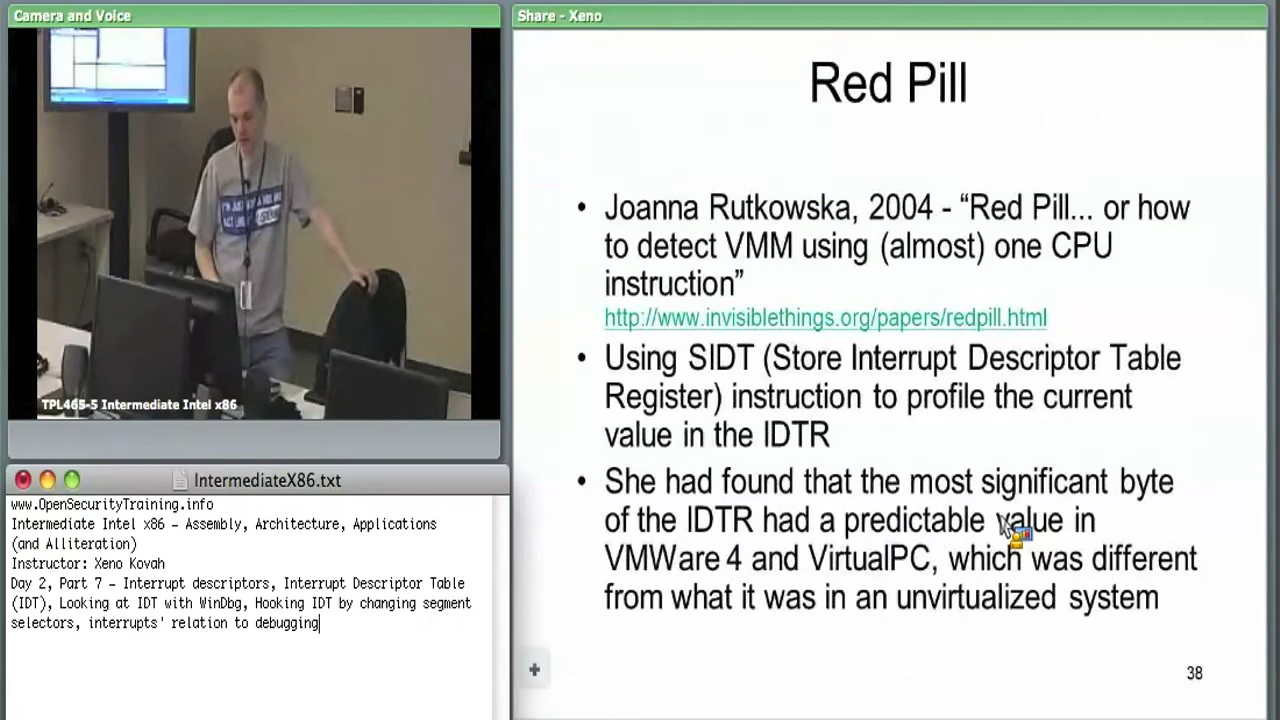 Camera and Voice
TPL465-5 Intermediate Intel x86
IntermediateX86.txt
www.OpenSecurityTraining.info
Intermediate Intel x86 – Assembly, Architecture, Applications
(and Alliteration)
Instructor: Xeno Kovah
Day 2, Part 7 – Interrupt descriptors, Interrupt Descriptor Table
(IDT), Looking at IDT with WinDbg, Hooking IDT by changing segment
selectors, interrupts' relation to debugging
Share - Xeno
Red Pill
• Joanna Rutkowska, 2004 - “Red Pill... or how
to detect VMM using (almost) one CPU
instruction”
http://www.invisiblethings.org/papers/redpill.html
• Using SIDT (Store Interrupt Descriptor Table
Register) instruction to profile the current
value in the IDTR
• She had found that the most significant byte
of the IDTR had a predictable value in
VMWare 4 and VirtualPC, which was different
from what it was in an unvirtualized system
38